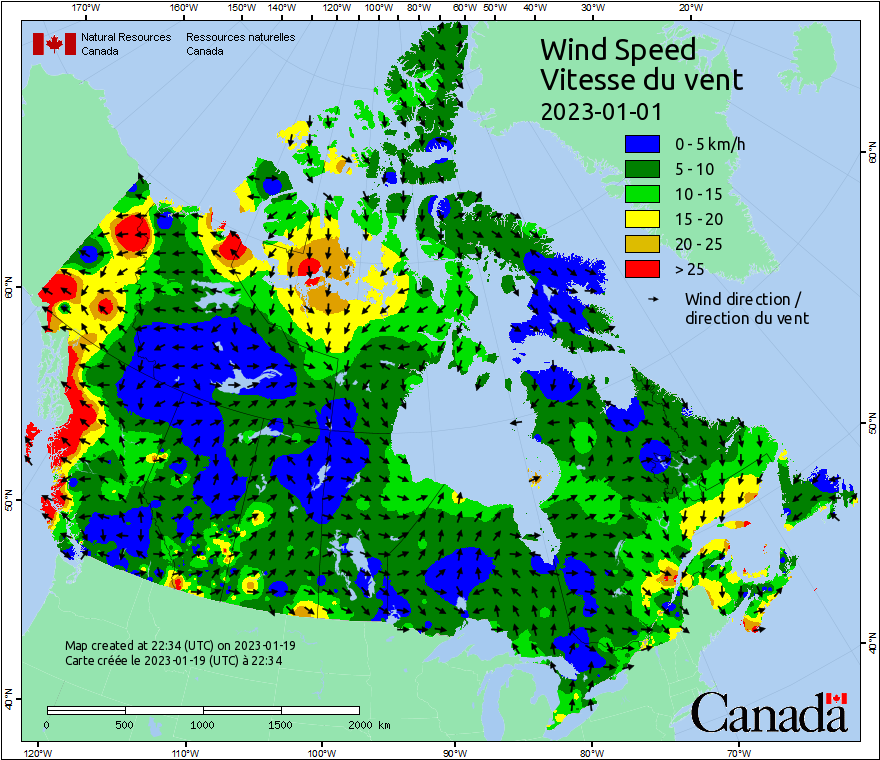 170°W 160°W 150°W 140°W 120°W 100°W 80°W 60°W 50°W 40°W 30°W 20°W
Natural Resources Ressources naturelles
Canada Canada
Wind Speed
Vitesse du vent
2023-01-01
0 - 5 km/h
5 - 10
10 - 15
15 - 20
20 - 25
> 25
Wind direction /
direction du vent
60°N
60°N
50°N
50°N
40°N
40°N
Map created at 22:34 (UTC) on 2023-01-19
Carte créée le 2023-01-19 (UTC) à 22:34
0 500 1000 1500 2000 km
Canada
120°W 110°W 100°W 90°W 80°W 70°W